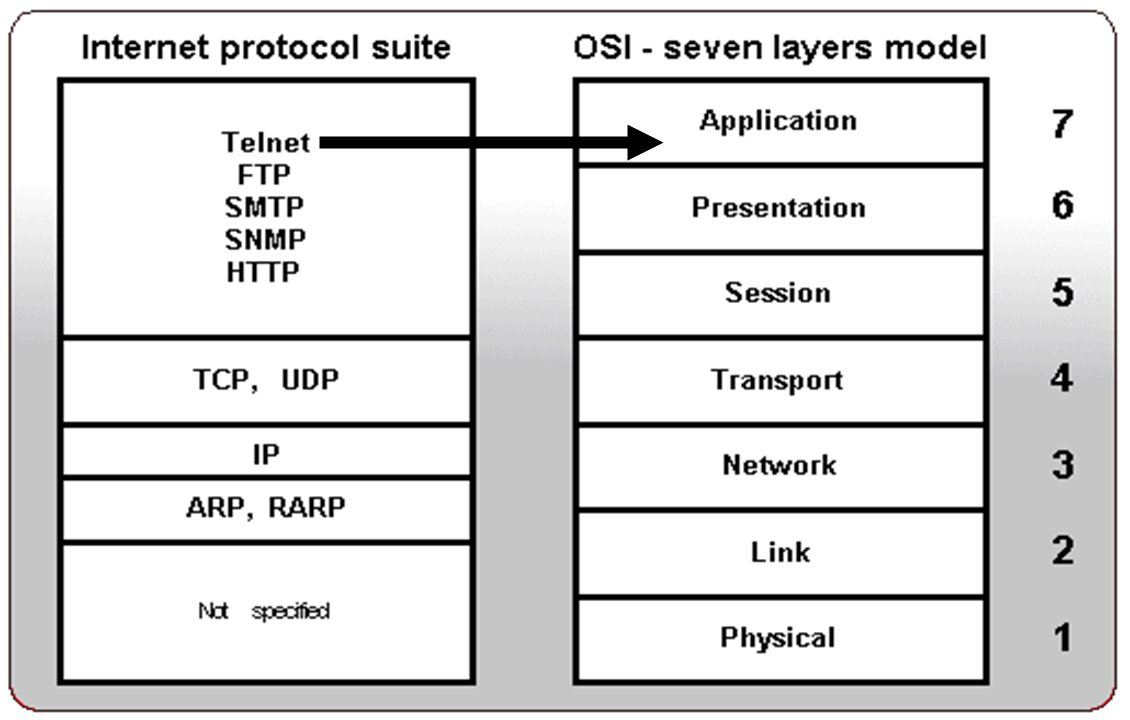 Internet protocol suite
Telnet
FTP
SMTP
SNMP
HTTP
TCP, UDP
IP
ARP, RARP
Not specified
OSI - seven layers model
Application 7
Presentation 6
Session 5
Transport 4
Network 3
Link 2
Physical 1